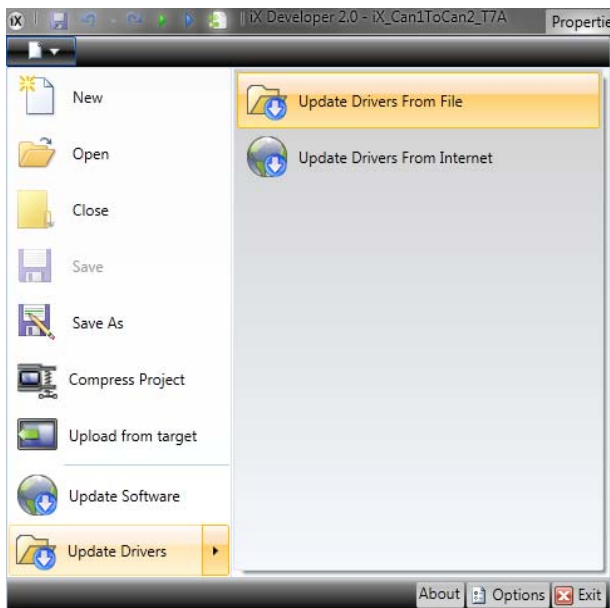 iX
iX Developer 2.0 - iX_Can1ToCan2_T7A
Propertie
New
Update Drivers From File
Open
Update Drivers From Internet
Close
Save
Save As
Compress Project
Upload from target
Update Software
Update Drivers
About
Options
Exit